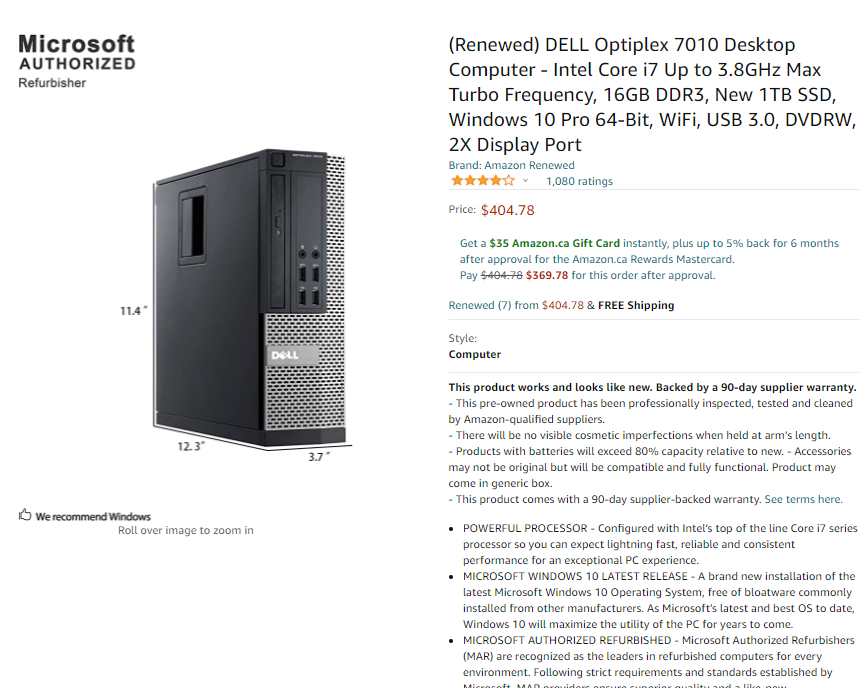 Microsoft
AUTHORIZED
Refurbisher
11.4 "
12.3"
3.7 "
OPTIPLEX 7010
DELL
We recommend Windows
Roll over image to zoom in
(Renewed) DELL Optiplex 7010 Desktop
Computer - Intel Core i7 Up to 3.8GHz Max
Turbo Frequency, 16GB DDR3, New 1TB SSD,
Windows 10 Pro 64-Bit, WiFi, USB 3.0, DVDRW,
2X Display Port
Brand: Amazon Renewed
1,080 ratings
Price: $404.78
Get a $35 Amazon.ca Gift Card instantly, plus up to 5% back for 6 months
after approval for the Amazon.ca Rewards Mastercard.
Pay $404.78 $369.78 for this order after approval.
Renewed (7) from $404.78 & FREE Shipping
Style:
Computer
This product works and looks like new. Backed by a 90-day supplier warranty.
- This pre-owned product has been professionally inspected, tested and cleaned
by Amazon-qualified suppliers.
- There will be no visible cosmetic imperfections when held at arm's length.
- Products with batteries will exceed 80% capacity relative to new. - Accessories
may not be original but will be compatible and fully functional. Product may
come in generic box.
- This product comes with a 90-day supplier-backed warranty. See terms here.
• POWERFUL PROCESSOR - Configured with Intel's top of the line Core i7 series
processor so you can expect lightning fast, reliable and consistent
performance for an exceptional PC experience.
• MICROSOFT WINDOWS 10 LATEST RELEASE - A brand new installation of the
latest Microsoft Windows 10 Operating System, free of bloatware commonly
installed from other manufacturers. As Microsoft's latest and best OS to date,
Windows 10 will maximize the utility of the PC for years to come.
• MICROSOFT AUTHORIZED REFURBISHED - Microsoft Authorized Refurbishers
(MAR) are recognized as the leaders in refurbished computers for every
environment. Following strict requirements and standards established by
Microsoft, MAR providers ensure superior quality and a like-new